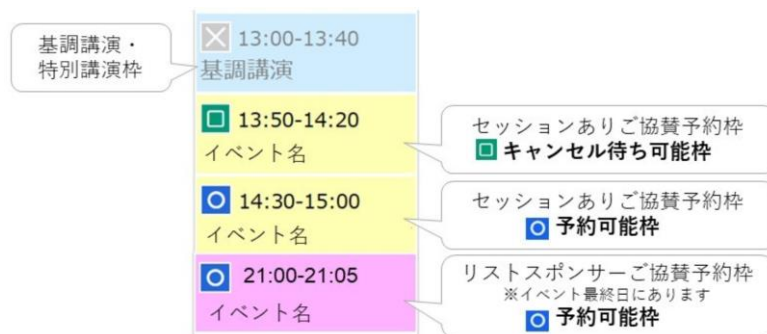 基調講演・
特別講演枠
13:00-13:40
基調講演
13:50-14:20
イベント名
セッションありご協賛予約枠
キャンセル待ち可能枠
14:30-15:00
イベント名
セッションありご協賛予約枠
予約可能枠
21:00-21:05
イベント名
リストスポンサーご協賛予約枠
※イベント最終日にあります
予約可能枠